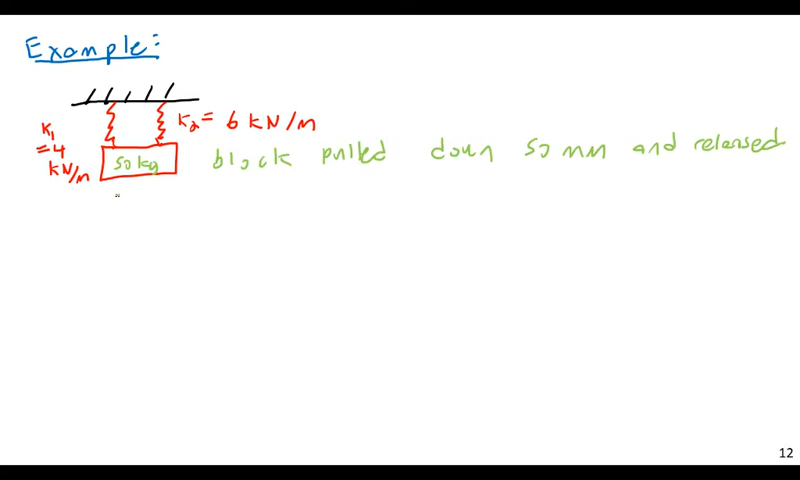 Example:
K₁ = 4 kN/m
K₂ = 6 kN/m
50 kg
block pulled down 50 mm and released
12